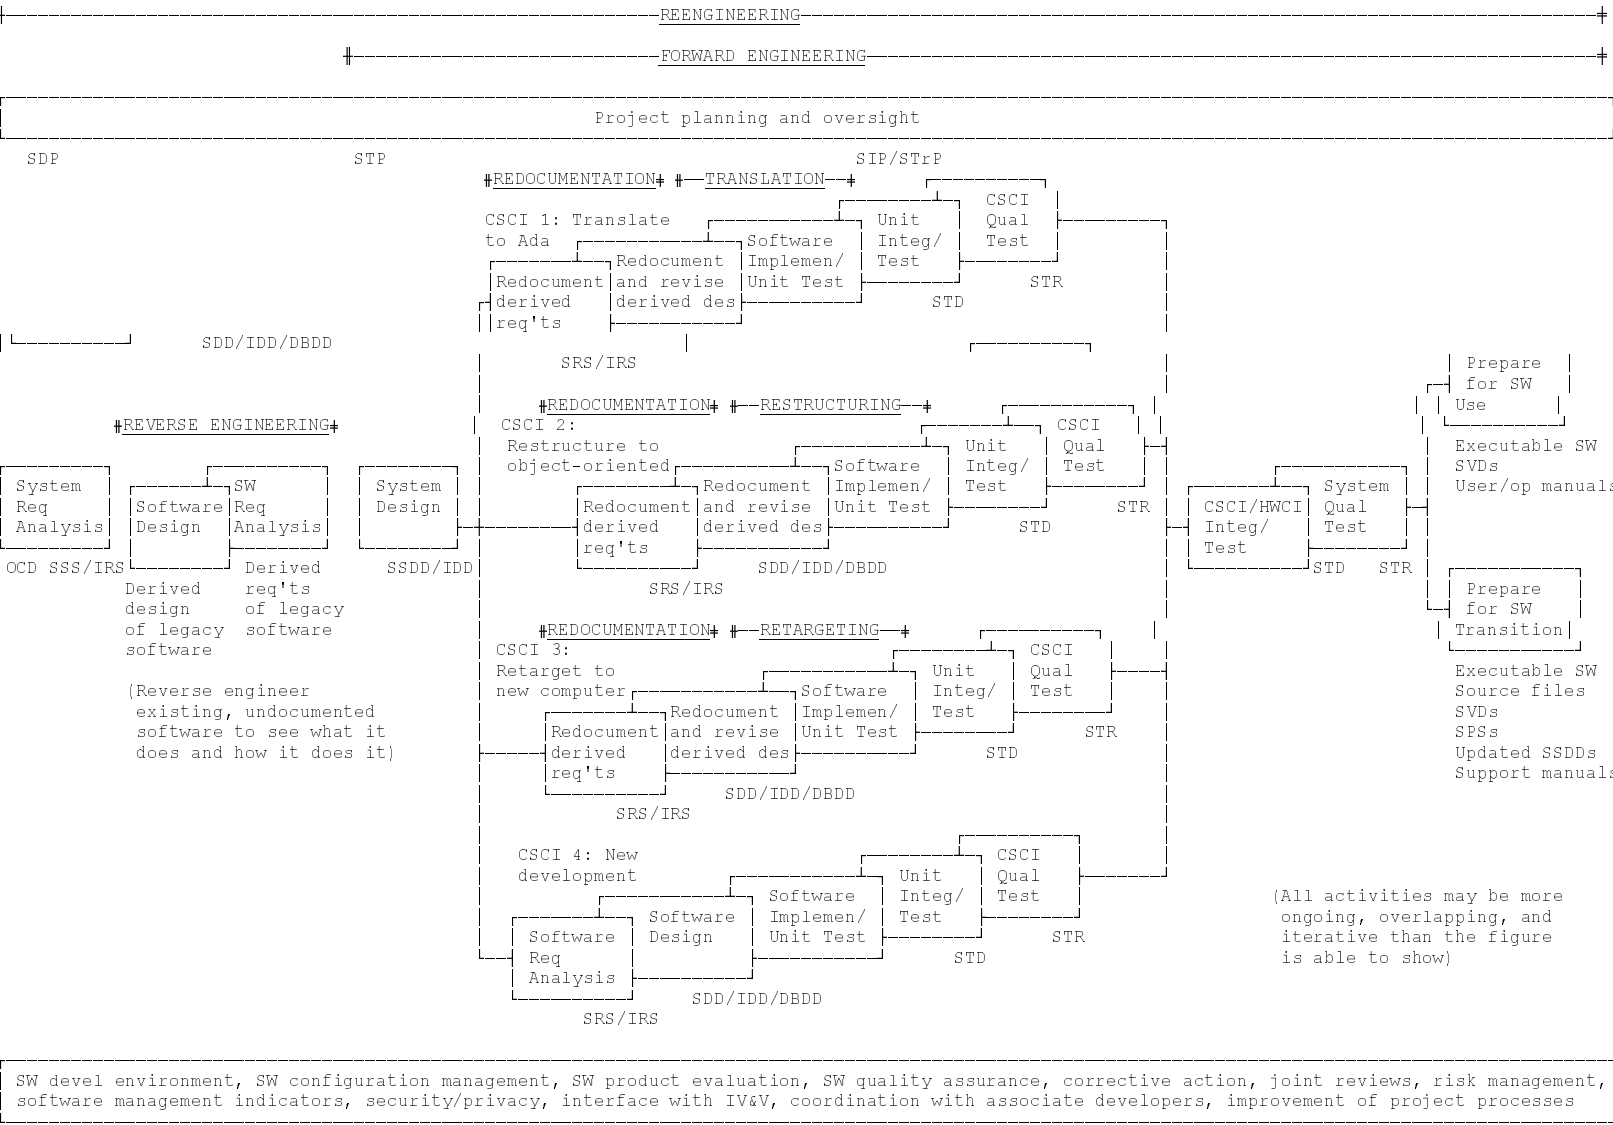 REENGINEERING
FORWARD ENGINEERING
Project planning and oversight
SDP STP SIP/STrP
REDOCUMENTATION TRANSLATION
CSCI 1: Translate
to Ada
Redocument
derived
req'ts
Redocument
and revise
derived des
Software
Implemen/
Unit Test
Unit
Integ/
Test
CSCI
Qual
Test
STR
STD
SDD/IDD/DBDD
SRS/IRS
REVERSE ENGINEERING
System
Req
Analysis
OCD SSS/IRS
Software
Design
Derived
design
of legacy
software
SW
Req
Analysis
Derived
req'ts
of legacy
software
(Reverse engineer
existing, undocumented
software to see what it
does and how it does it)
System
Design
SSDD/IDD
REDOCUMENTATION RESTRUCTURING
CSCI 2:
Restructure to
object-oriented
Redocument
derived
req'ts
Redocument
and revise
derived des
Software
Implemen/
Unit Test
Unit
Integ/
Test
CSCI
Qual
Test
STR
STD
SDD/IDD/DBDD
SRS/IRS
REDOCUMENTATION RETARGETING
CSCI 3:
Retarget to
new computer
Redocument
derived
req'ts
Redocument
and revise
derived des
Software
Implemen/
Unit Test
Unit
Integ/
Test
CSCI
Qual
Test
STR
STD
SDD/IDD/DBDD
SRS/IRS
CSCI 4: New
development
Software
Req
Analysis
Software
Design
Software
Implemen/
Unit Test
Unit
Integ/
Test
CSCI
Qual
Test
STR
STD
SDD/IDD/DBDD
SRS/IRS
CSCI/HWCI
Integ/
Test
System
Qual
Test
STD STR
Prepare
for SW
Use
Executable SW
SVDs
User/op manuals
Prepare
for SW
Transition
Executable SW
Source files
SVDs
SPSs
Updated SSDDs
Support manuals
(All activities may be more
ongoing, overlapping, and
iterative than the figure
is able to show)
SW devel environment, SW configuration management, SW product evaluation, SW quality assurance, corrective action, joint reviews, risk management,
software management indicators, security/privacy, interface with IV&V, coordination with associate developers, improvement of project processes